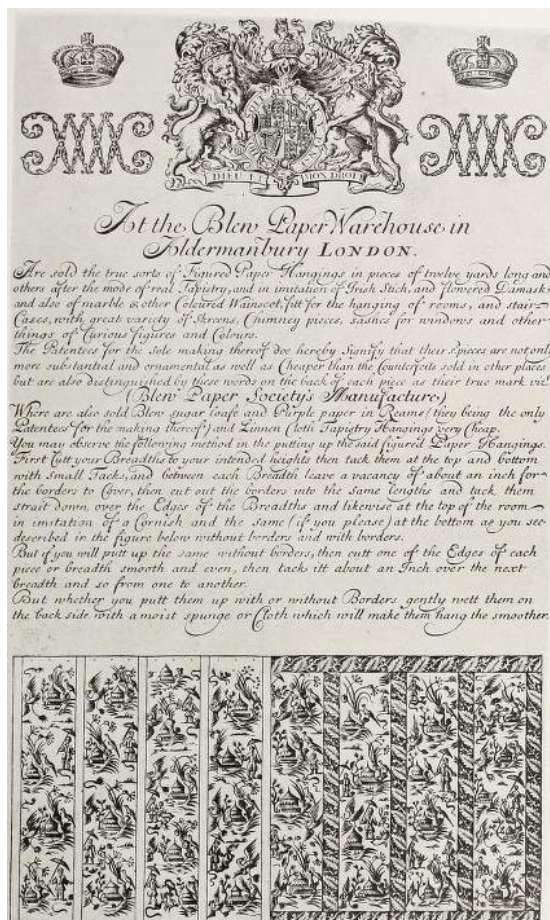 DIEU ET MON DROIT
At the Blew Paper Warehouse in
Aldermanbury LONDON.
Are sold the true sorts of Figured Paper Hangings in pieces of twelve yards long and
others after the mode of real Tapistry, and in imitation of Irish Stich, and flowered Damasks
and also of marble & other Coloured Wainscot, fitt for the hanging of rooms, and stair-
Cases, with great variety of Skreens, Chimney pieces, sashes for windows and other
things of Curious figures and Colours.
The Patentees for the Sole making thereof doe hereby Signify that their Spieces are not onl
more substantial and ornamental as well as Cheaper than the Counterfeits sold in other places
but are also distinguished by these words on the back of each piece as their true mark viz!
(Blew Paper Society's Manufacture)
Where are also sold Blew sugar Loafe and Purple paper in Reame (they being the only
Patentees for the making thereof) and Linnen Cloth Tapistry Hangings very Cheap.
You may observe the following method in the putting up the said figured Paper Hangings.
First Cutt your Breadths to your intended heights then tack them at the top and bottom
with Small Tacks, and between each Breadth leave a vacancy of about an inch for
the borders to Cover, then cut out the borders into the same lengths and tack them
strait down over the Edges of the Breadths and likewise at the top of the room
in imitation of a Cornish and the same (if you please) at the bottom as you see
described in the figure below without borders and with borders.
But if you will putt up the same without borders, then cutt one of the Edges of each
piece or breadth smooth and even, then tack itt about an Inch over the next
breadth and so from one to another.
But whether you putt them up with or without Borders gently wett them on
the back side with a moist spunge or Cloth which will make them hang the smoother.